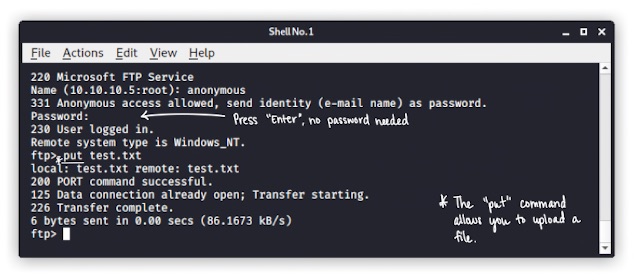 Shell No. 1
File Actions Edit View Help
220 Microsoft FTP Service
Name (10.10.10.5:root): anonymous
331 Anonymous access allowed, send identity (e-mail name) as password.
Password:
Press "Enter", no password needed
230 User logged in.
Remote system type is Windows_NT.
ftp> put test.txt
*
local: test.txt remote: test.txt
200 PORT command successful.
125 Data connection already open; Transfer starting.
226 Transfer complete.
6 bytes sent in 0.00 secs (86.1673 kB/s)
ftp>
* The "put" command
allows you to upload a
file.